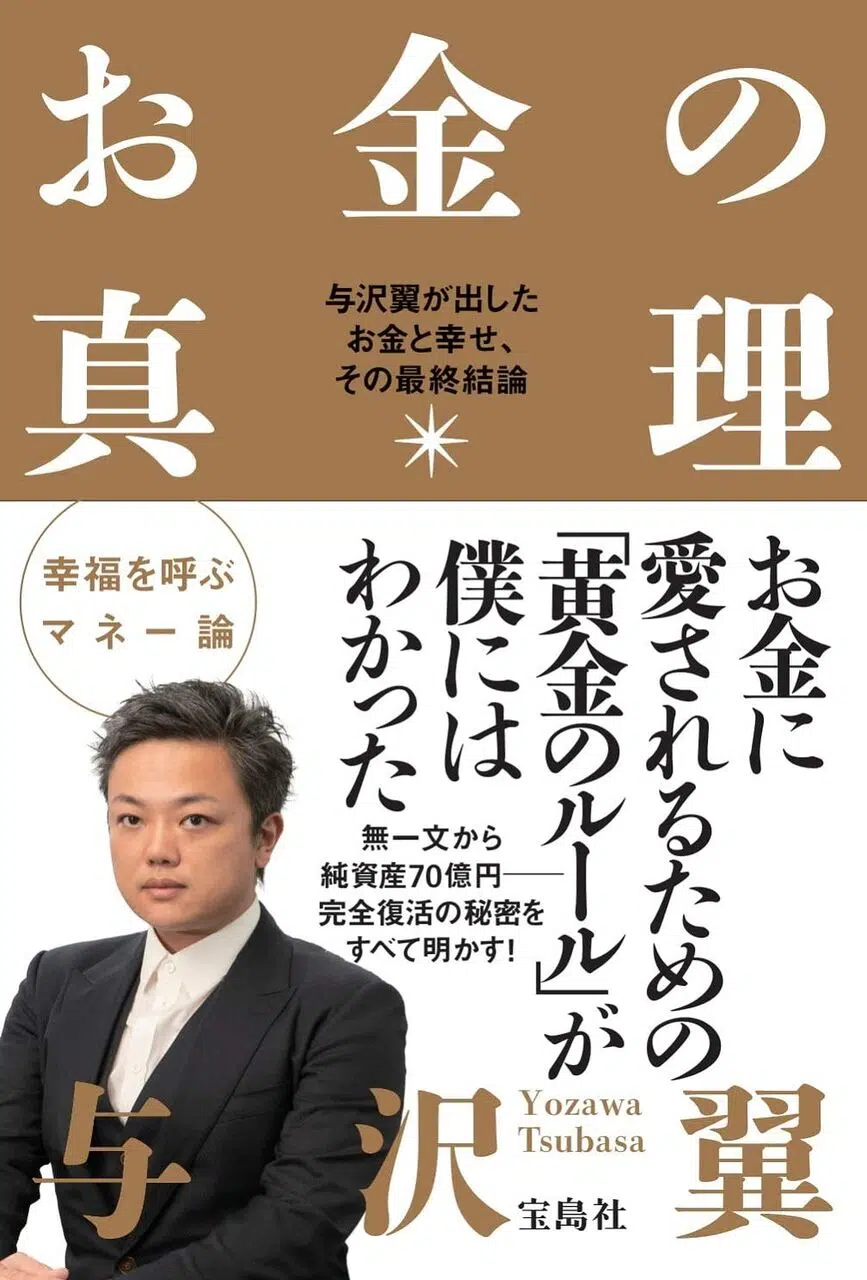 お金の
真理
与沢翼が出した
お金と幸せ、
その最終結論
幸福を呼ぶ
マネー論
お金に
愛されるための
「黄金のルール」が
僕には
わかった
無一文から
純資産70億円——
完全復活の秘密を
すべて明かす!
与沢翼
Yozawa
Tsubasa
宝島社